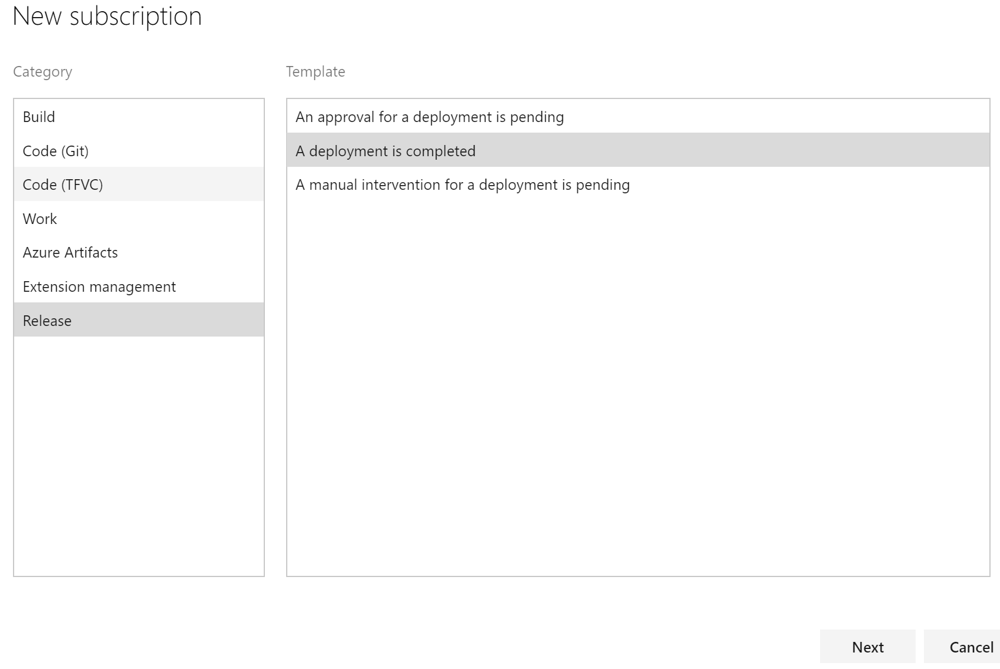 New subscription
Category
Template
Build
Code (Git)
Code (TFVC)
Work
Azure Artifacts
Extension management
Release
An approval for a deployment is pending
A deployment is completed
A manual intervention for a deployment is pending
Next
Cancel